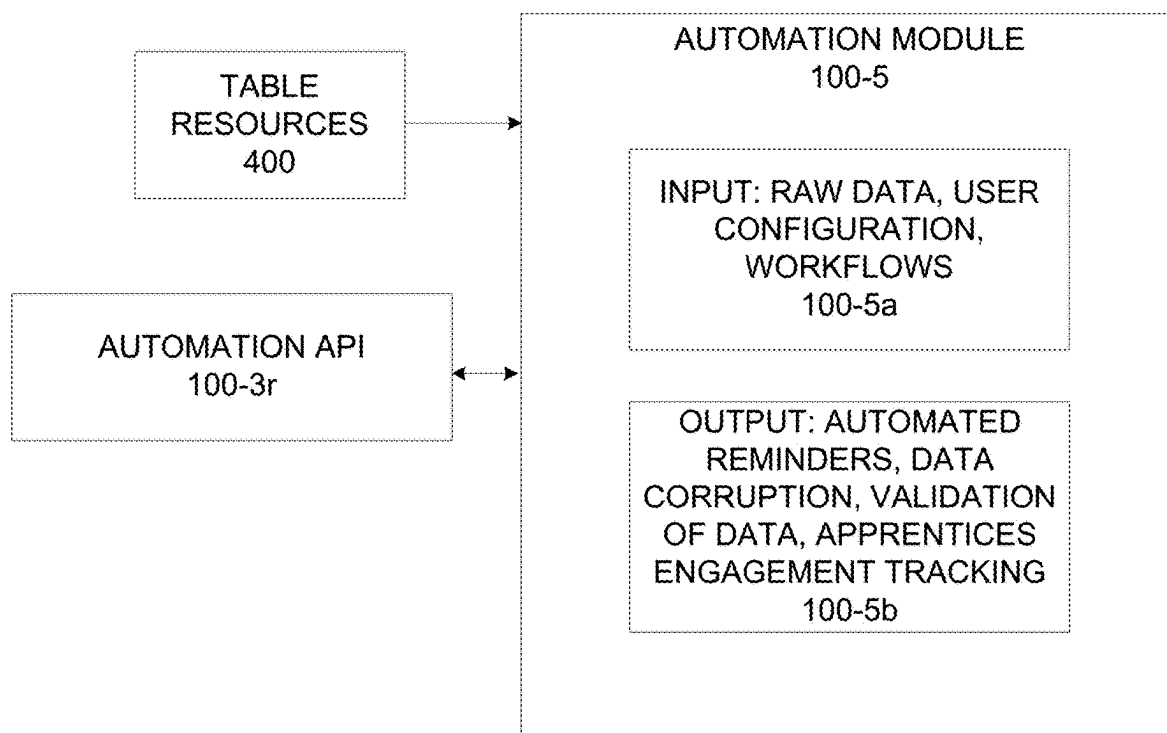 TABLE
RESOURCES
400
AUTOMATION API
100-3r
AUTOMATION MODULE
100-5
INPUT: RAW DATA, USER
CONFIGURATION,
WORKFLOWS
100-5a
OUTPUT: AUTOMATED
REMINDERS, DATA
CORRUPTION, VALIDATION
OF DATA, APPRENTICES
ENGAGEMENT TRACKING
100-5b